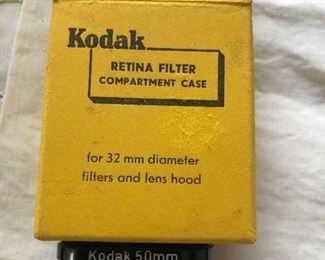 Kodak
RETINA FILTER
COMPARTMENT CASE
for 32 mm diameter
filters and lens hood
Kodak 50mm